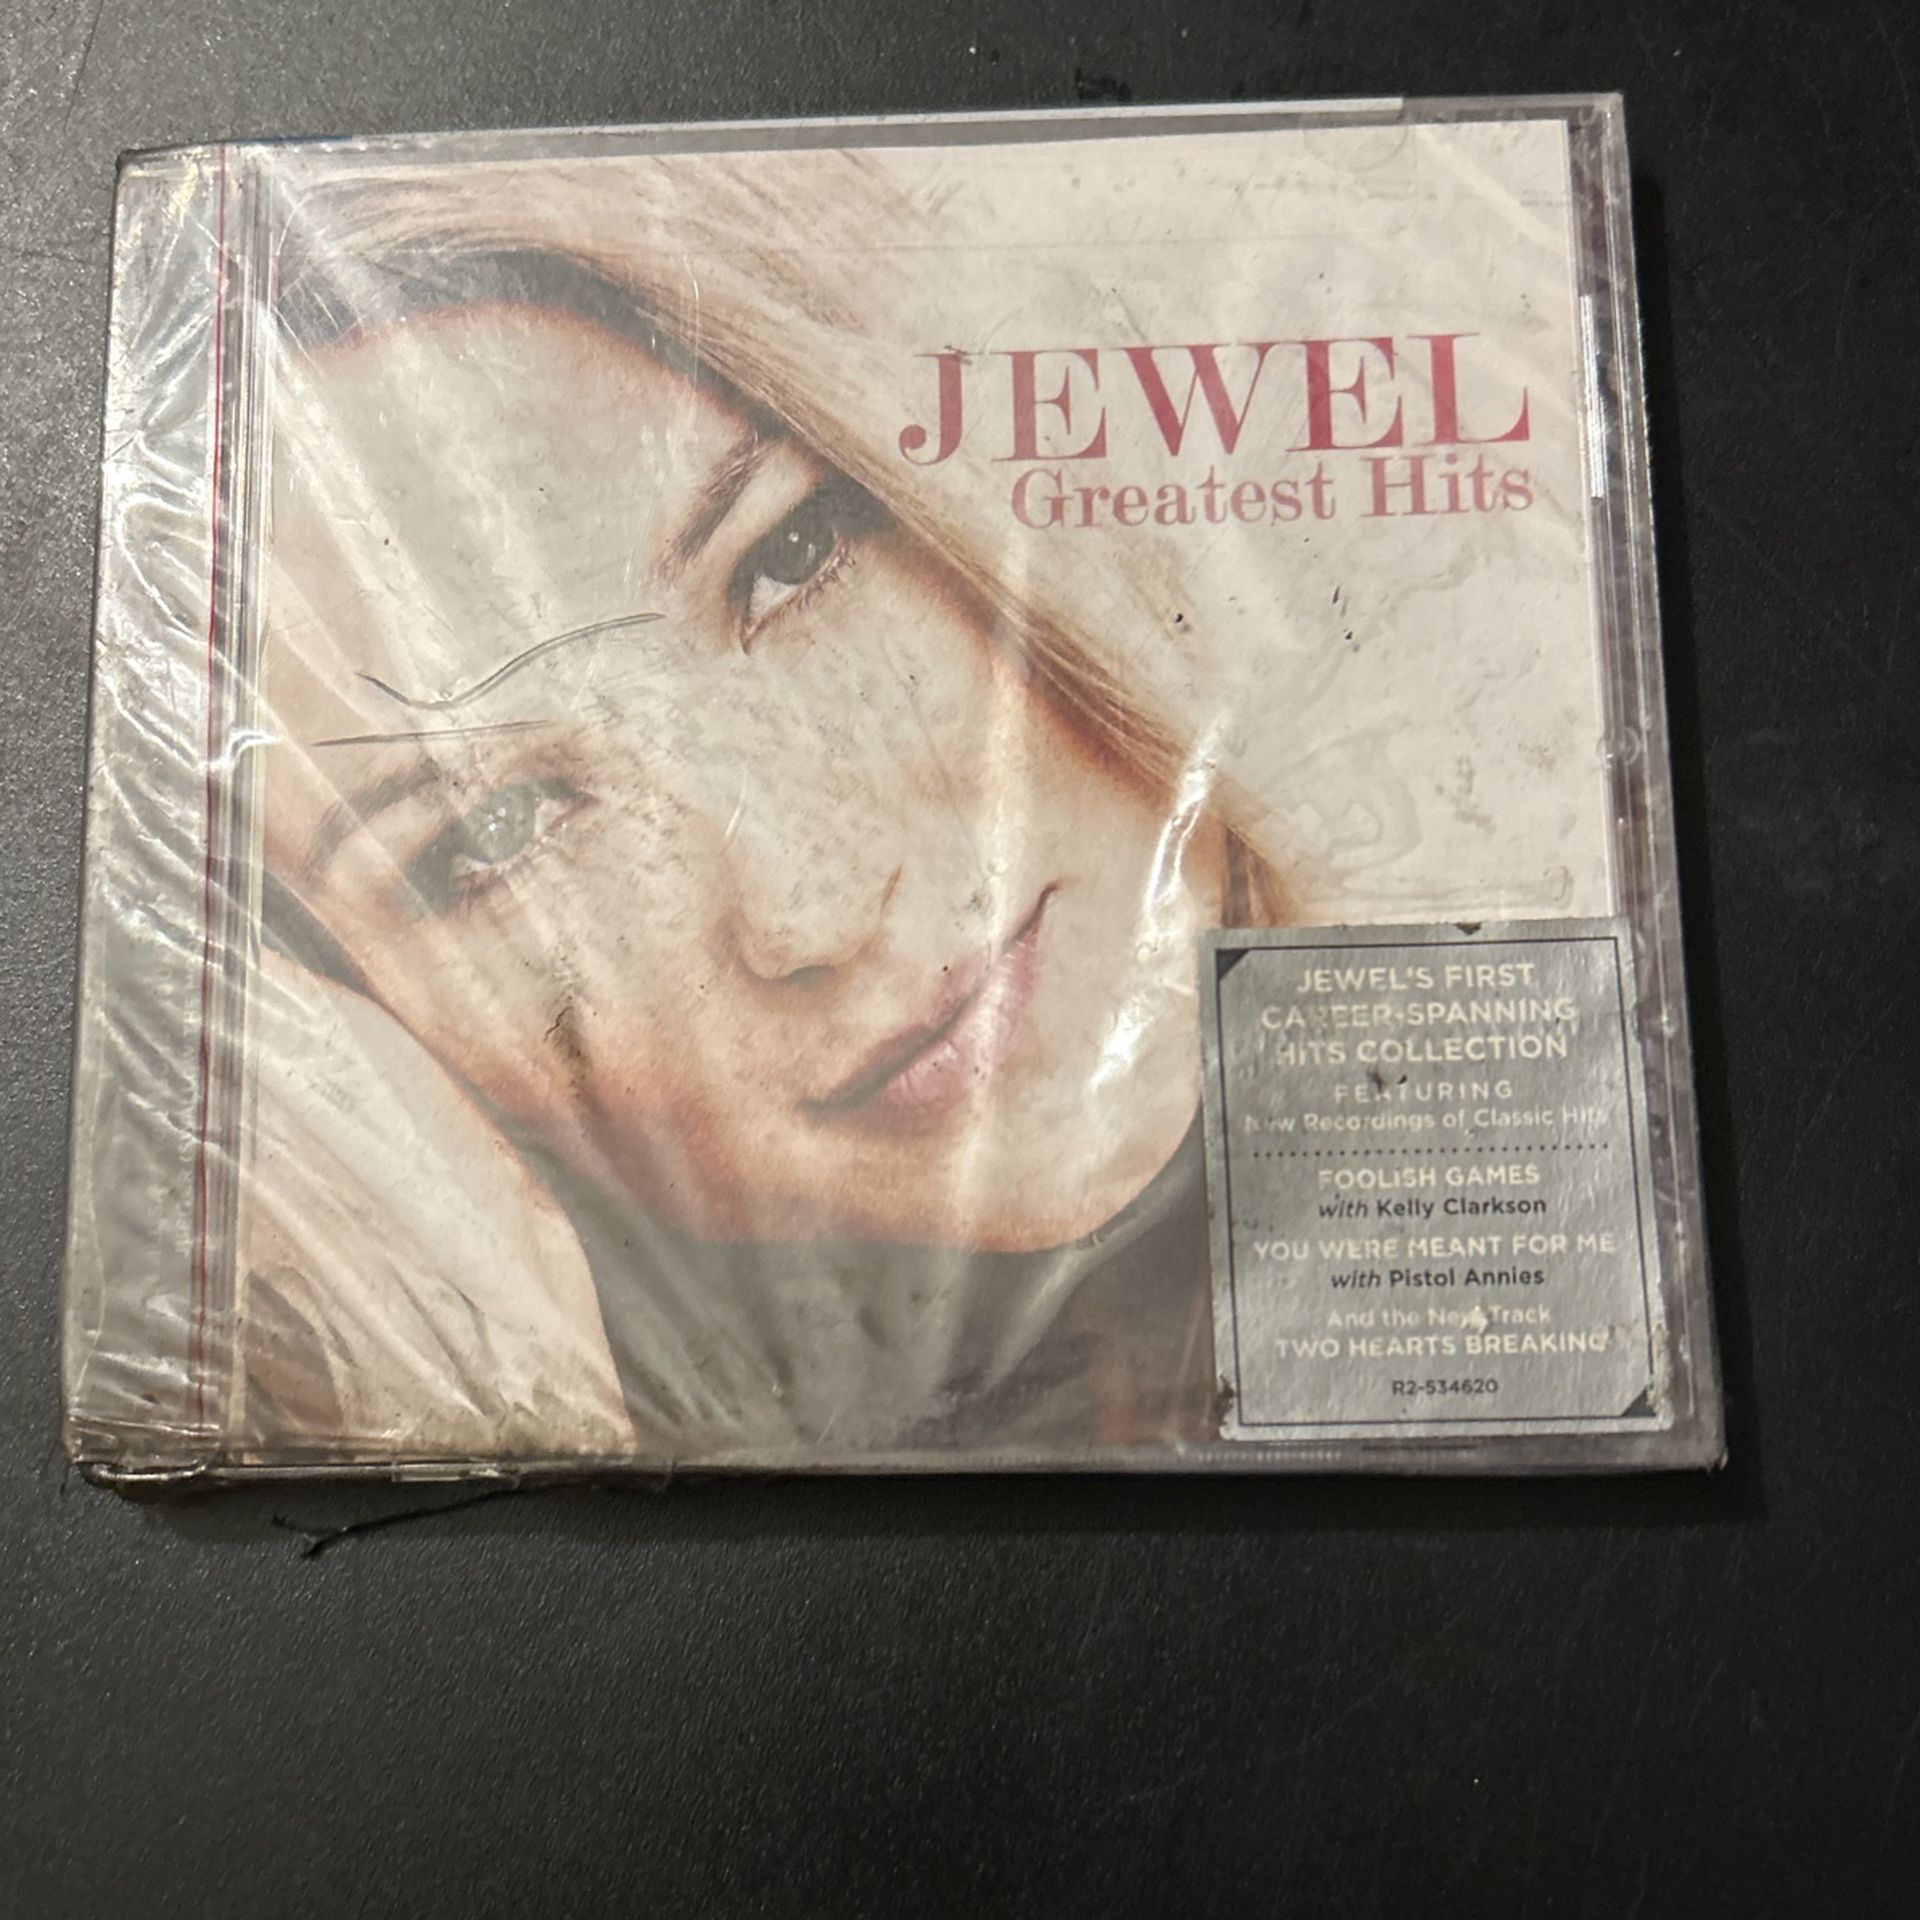 JEWEL
Greatest Hits
JEWEL'S FIRST
CAREER-SPANNING
HITS COLLECTION
FEATURING
New Recordings of Classic Hits
FOOLISH GAMES
with Kelly Clarkson
YOU WERE MEANT FOR ME
with Pistol Annies
And the New Track
TWO HEARTS BREAKING
R2-534620